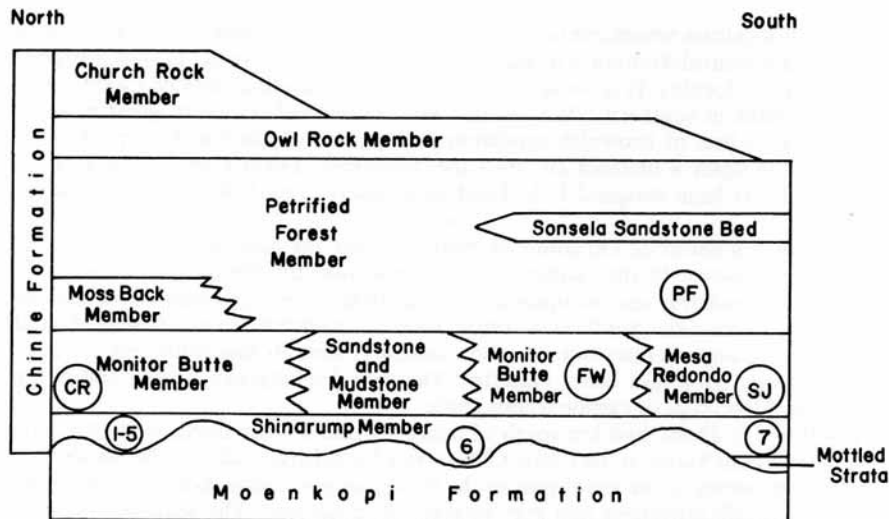 North
South
Church Rock
Member
Owl Rock Member
Petrified
Forest
Member
Sonsela Sandstone Bed
Moss Back
Member
PF
Chinle Formation
Monitor Butte
Member
CR
Sandstone
and
Mudstone
Member
Monitor
Butte
Member
FW
Mesa
Redondo
Member
SJ
1-5
Shinarump Member
6
7
Mottled
Strata
Moenkopi Formation